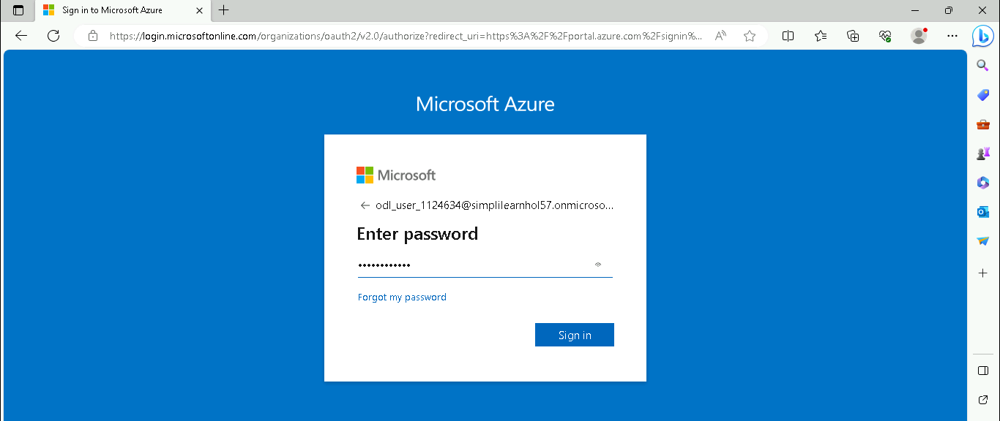 Sign in to Microsoft Azure
https://login.microsoftonline.com/organizations/oauth2/v2.0/authorize?redirect_uri=https%3A%2F%2Fportal.azure.com%2Fsignin%...
Microsoft Azure
Microsoft
odl_user_1124634@simplilearnhol57.onmicroso...
Enter password
••••••••••••
Forgot my password
Sign in